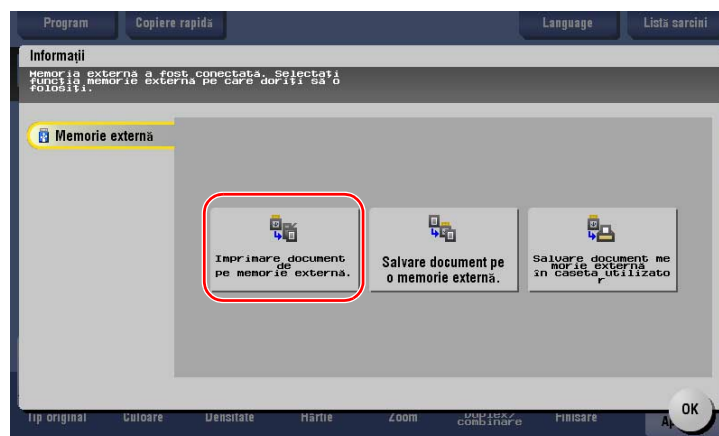 Program Copiere rapidă Language Listă sarcini
Informații
Memoria externă a fost conectată. Selectați
funcția memorie externă pe care doriți să o
folosiți.
Memorie externă
Imprimare document
de
pe memorie externă.
Salvare document pe
o memorie externă.
Salvare document me
morie externă
în caseta utilizato
r
Tip original Culoare Densitate Hârtie Zoom Duplex/
combinare Finisare
OK